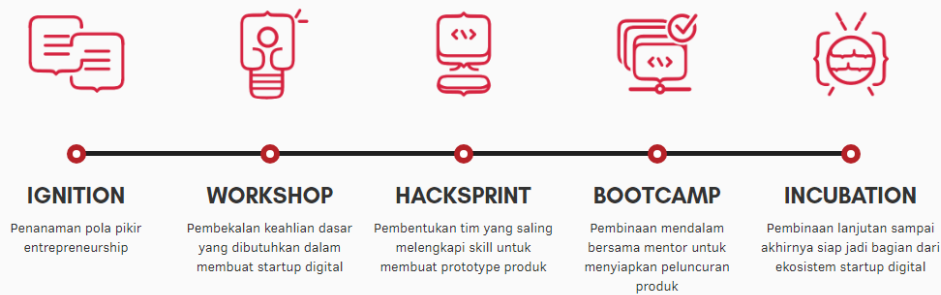 IGNITION
Penanaman pola pikir
entrepreneurship
WORKSHOP
Pembekalan keahlian dasar
yang dibutuhkan dalam
membuat startup digital
HACKSPRINT
Pembentukan tim yang saling
melengkapi skill untuk
membuat prototype produk
BOOTCAMP
Pembinaan mendalam
bersama mentor untuk
menyiapkan peluncuran
produk
INCUBATION
Pembinaan lanjutan sampai
akhirnya siap jadi bagian dari
ekosistem startup digital